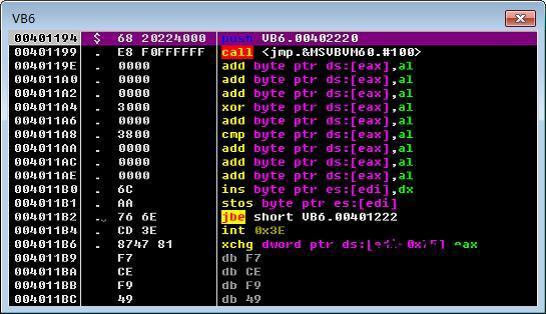 VB6
00401194 $ 68 20224000 push VB6.00402220
00401199 . E8 F0FFFFFF call <jmp.&MSVBVM60.#100>
0040119E . 0000 add byte ptr ds:[eax],al
004011A0 . 0000 add byte ptr ds:[eax],al
004011A2 . 0000 add byte ptr ds:[eax],al
004011A4 . 3000 xor byte ptr ds:[eax],al
004011A6 . 0000 add byte ptr ds:[eax],al
004011A8 . 3800 cmp byte ptr ds:[eax],al
004011AA . 0000 add byte ptr ds:[eax],al
004011AC . 0000 add byte ptr ds:[eax],al
004011AE . 0000 add byte ptr ds:[eax],al
004011B0 . 6C ins byte ptr es:[edi],dx
004011B1 . AA stos byte ptr es:[edi]
004011B2 . 76 6E jbe short VB6.00401222
004011B4 . CD 3E int 0x3E
004011B6 . 8747 81 xchg dword ptr ds: eax
004011B9 . F7 db F7
004011BA . CE db CE
004011BB . F9 db F9
004011BC . 49 db 49